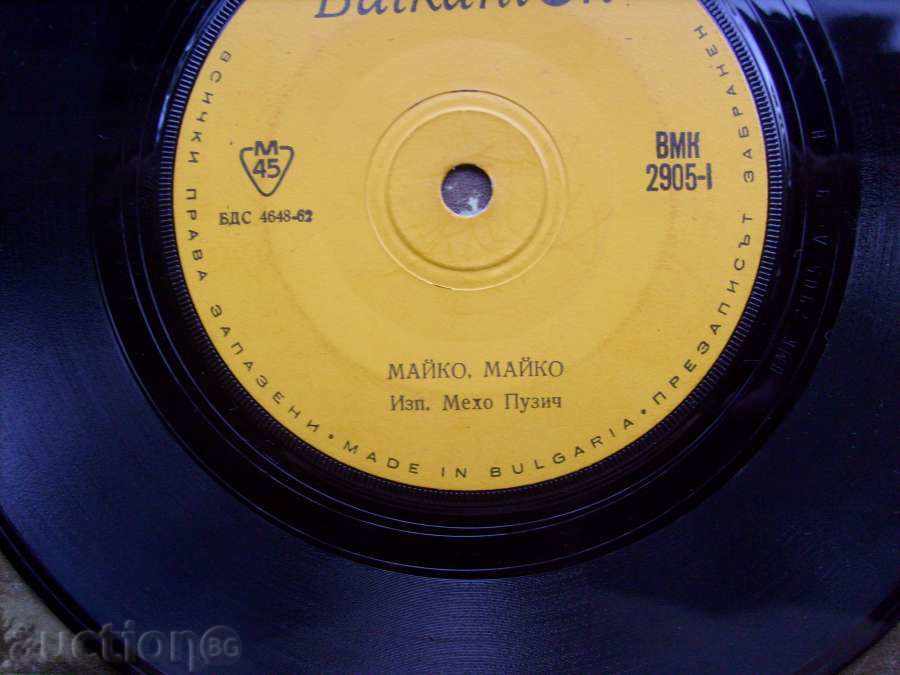 Balkanton
М
45
БДС 4648-62
ВМК
2905-I
МАЙКО, МАЙКО
Изп. Мехо Пузич
ВСИЧКИ ПРАВА ЗАПАЗЕНИ • MADE IN BULGARIA • ПРЕЗАПИСЪТ ЗАБРАНЕН
auction BG